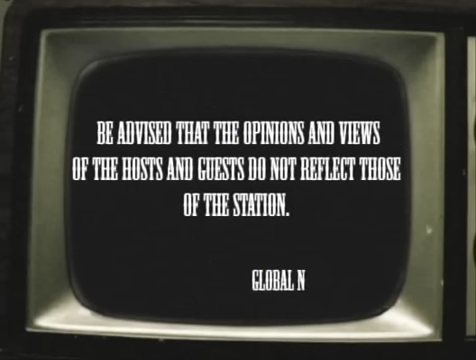 BE ADVISED THAT THE OPINIONS AND VIEWS
OF THE HOSTS AND GUESTS DO NOT REFLECT THOSE
OF THE STATION.
GLOBAL N